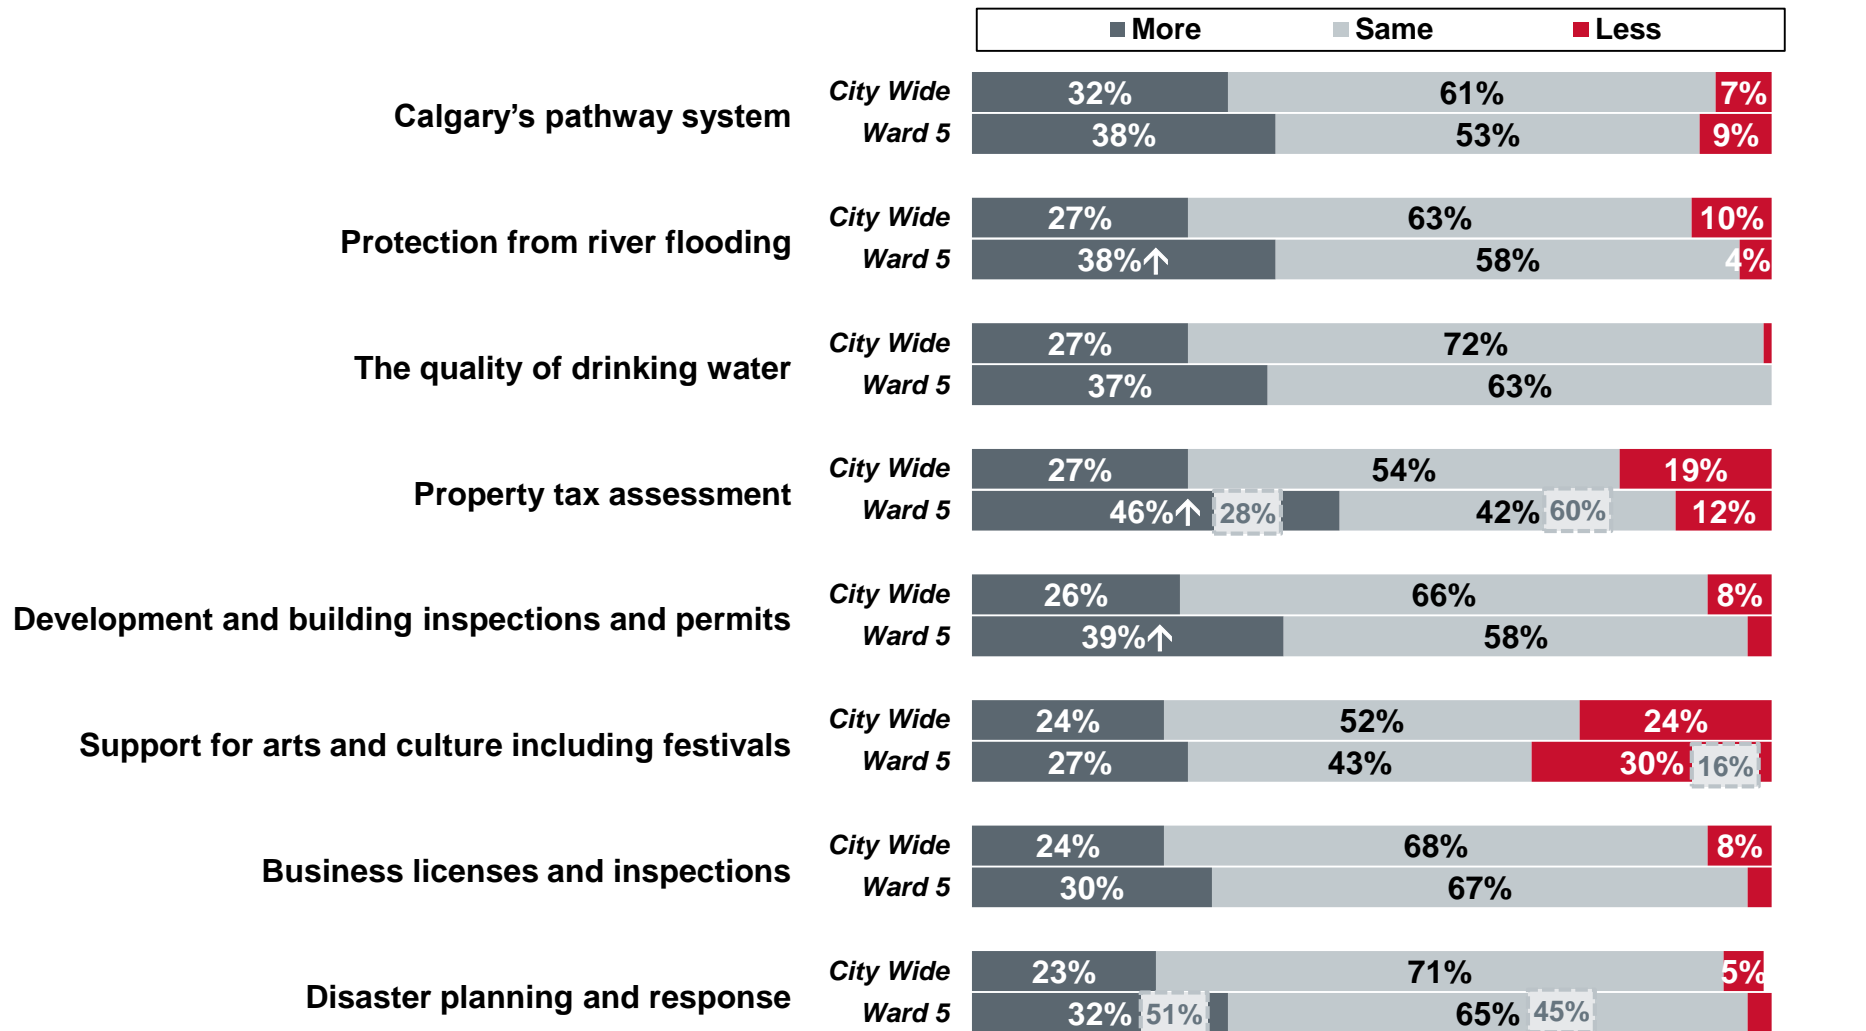 More Same Less
City Wide 32% 61% 7%
Calgary’s pathway system
Ward 5 38% 53% 9%
City Wide 27% 63% 10%
Protection from river flooding
Ward 5 38%↑ 58% 4%
City Wide 27% 72%
The quality of drinking water
Ward 5 37% 63%
City Wide 27% 54% 19%
Property tax assessment
Ward 5 46%↑ 28% 42% 60% 12%
City Wide 26% 66% 8%
Development and building inspections and permits
Ward 5 39%↑ 58%
City Wide 24% 52% 24%
Support for arts and culture including festivals
Ward 5 27% 43% 30% 16%
City Wide 24% 68% 8%
Business licenses and inspections
Ward 5 30% 67%
City Wide 23% 71% 5%
Disaster planning and response
Ward 5 32% 51% 65% 45%